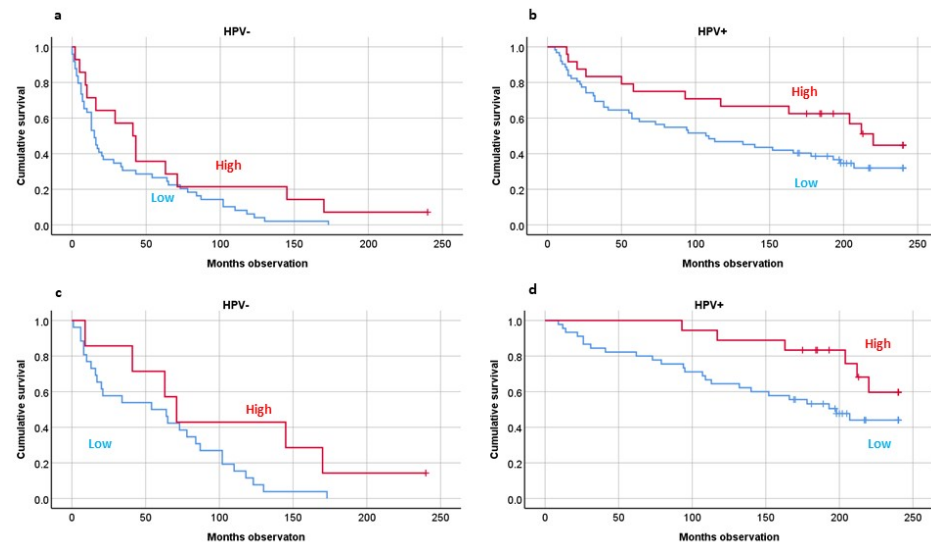 a
HPV-
Cumulative survival
1.0
0.8
0.6
0.4
0.2
0.0
High
Low
0
50
100
150
200
250
Months observation
b
HPV+
Cumulative survival
1.0
0.8
0.6
0.4
0.2
0.0
High
Low
0
50
100
150
200
250
Months observation
c
HPV-
Cumulative survival
1.0
0.8
0.6
0.4
0.2
0.0
High
Low
0
50
100
150
200
250
Months observaton
d
HPV+
Cumulative survival
1.0
0.8
0.6
0.4
0.2
0.0
High
Low
0
50
100
150
200
250
Months observation